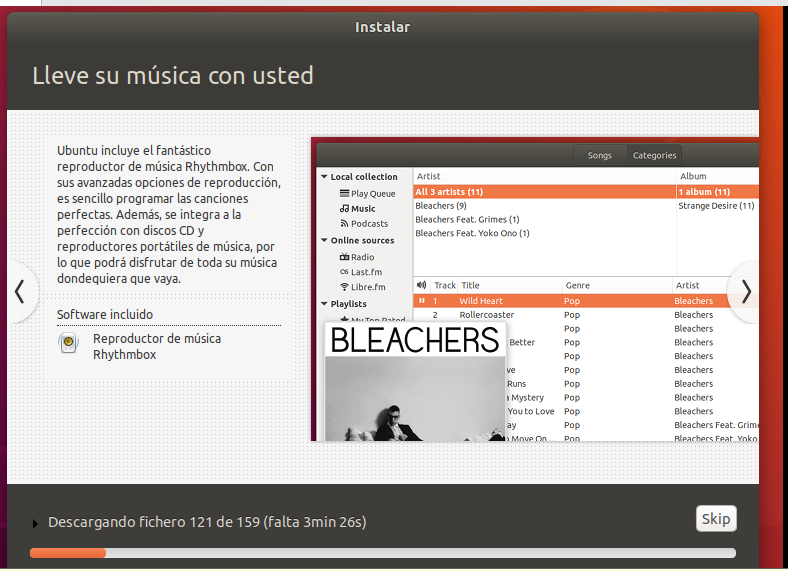 Instalar
Lleve su música con usted
Ubuntu incluye el fantástico
reproductor de música Rhythmbox. Con
sus avanzadas opciones de reproducción,
es sencillo programar las canciones
perfectas. Además, se integra a la
perfección con discos CD y
reproductores portátiles de música, por
lo que podrá disfrutar de toda su música
dondequiera que vaya.
Software incluido
Reproductor de música
Rhythmbox
Songs Categories
Local collection
Play Queue
Music
Podcasts
Online sources
Radio
Last.fm
Libre.fm
Playlists
My Top Rated
Artist Album
All 3 artists (11) 1 album (11)
Bleachers (9) Strange Desire (11)
Bleachers Feat. Grimes (1)
Bleachers Feat. Yoko Ono (1)
Track Title Genre Artist
1 Wild Heart Pop Bleachers
2 Rollercoaster Pop Bleachers
Pop Bleachers
Better Pop Bleachers
Pop Bleachers
ve Pop Bleachers
Runs Pop Bleachers
a Mystery Pop Bleachers
You to Love Pop Bleachers
ay Pop Bleachers Feat. Grim
Move On Pop Bleachers Feat. Yoko
BLEACHERS
Descargando fichero 121 de 159 (falta 3min 26s)
Skip